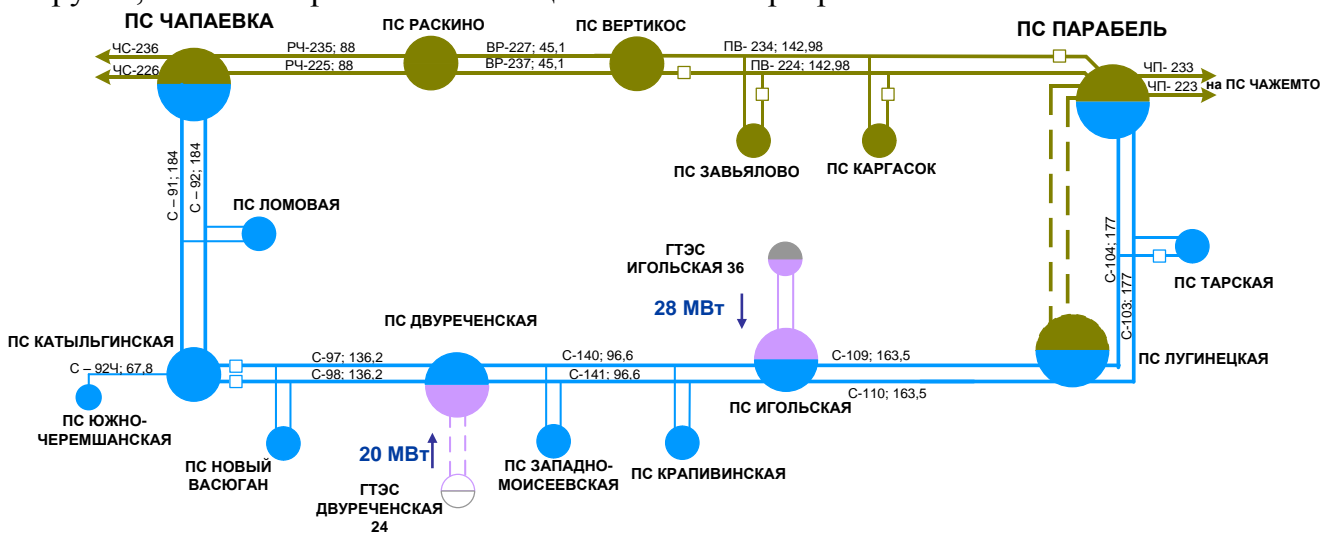 ПС ЧАПАЕВКА
ПС РАСКИНО
ПС ВЕРТИКОС
ПС ПАРАБЕЛЬ
ЧС-236
РЧ-235; 88
ВР-227; 45,1
ПВ- 234; 142,98
ЧС-226
РЧ-225; 88
ВР-237; 45,1
ПВ- 224; 142,98
ЧП- 233
ЧП- 223
на ПС ЧАЖЕМТО
ПС ЗАВЬЯЛОВО
ПС КАРГАСОК
С – 91; 184
С – 92; 184
ПС ЛОМОВАЯ
ГТЭС
ИГОЛЬСКАЯ 36
28 МВт
С-104; 177
С-103; 177
ПС ТАРСКАЯ
ПС КАТЫЛЬГИНСКАЯ
ПС ДВУРЕЧЕНСКАЯ
С-97; 136,2
С-140; 96,6
С-109; 163,5
ПС ЛУГИНЕЦКАЯ
С – 92Ч; 67,8
С-98; 136,2
С-141; 96.6
С-110; 163,5
ПС ИГОЛЬСКАЯ
ПС ЮЖНО-
ЧЕРЕМШАНСКАЯ
ПС НОВЫЙ
ВАСЮГАН
20 МВт
ГТЭС
ДВУРЕЧЕНСКАЯ
24
ПС ЗАПАДНО-
МОИСЕЕВСКАЯ
ПС КРАПИВИНСКАЯ